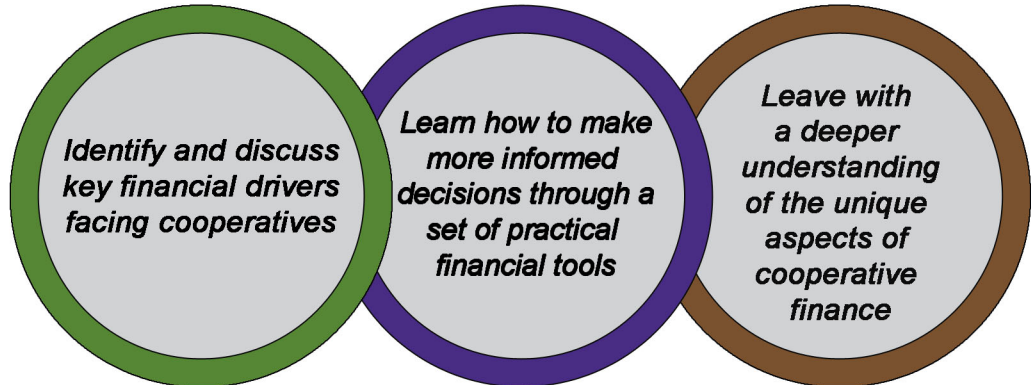 Identify and discuss
key financial drivers
facing cooperatives
Learn how to make
more informed
decisions through a
set of practical
financial tools
Leave with
a deeper
understanding
of the unique
aspects of
cooperative
finance